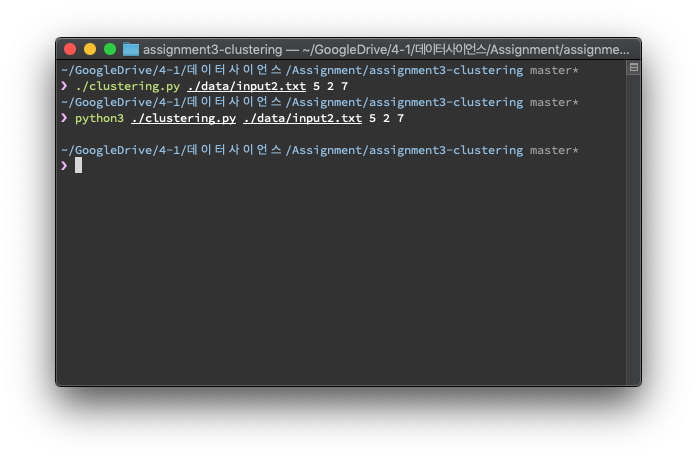 assignment3-clustering — ~/GoogleDrive/4-1/데이터사이언스/Assignment/assignme...
~/GoogleDrive/4-1/데이터사이언스/Assignment/assignment3-clustering master*
❯ ./clustering.py ./data/input2.txt 5 2 7
~/GoogleDrive/4-1/데이터사이언스/Assignment/assignment3-clustering master*
❯ python3 ./clustering.py ./data/input2.txt 5 2 7
~/GoogleDrive/4-1/데이터사이언스/Assignment/assignment3-clustering master*
❯